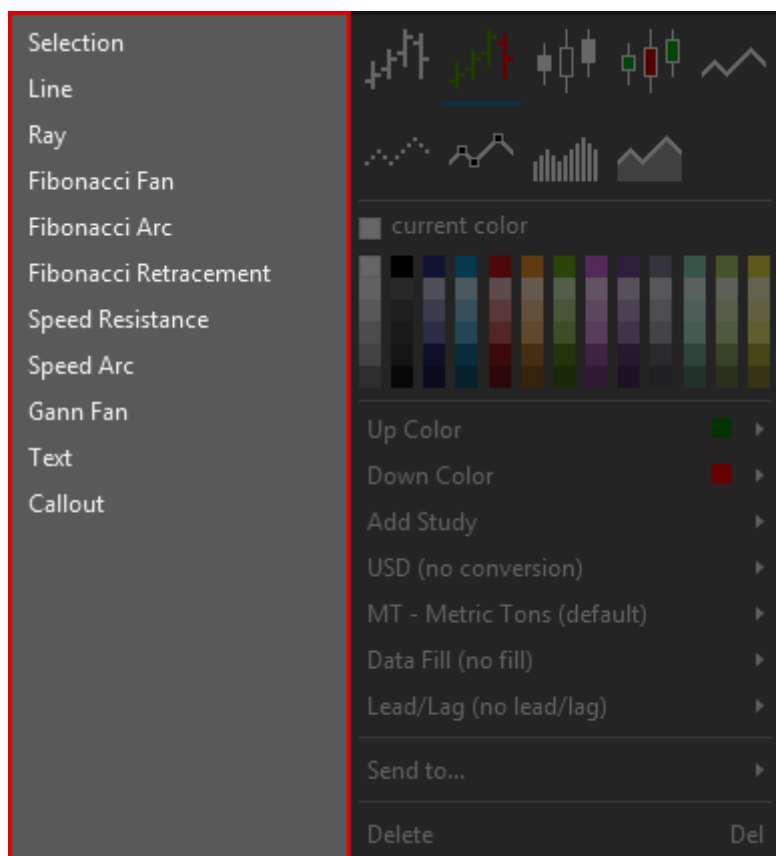 Selection
Line
Ray
Fibonacci Fan
Fibonacci Arc
Fibonacci Retracement
Speed Resistance
Speed Arc
Gann Fan
Text
Callout
current color
Up Color
Down Color
Add Study
USD (no conversion)
MT - Metric Tons (default)
Data Fill (no fill)
Lead/Lag (no lead/lag)
Send to...
Delete Del